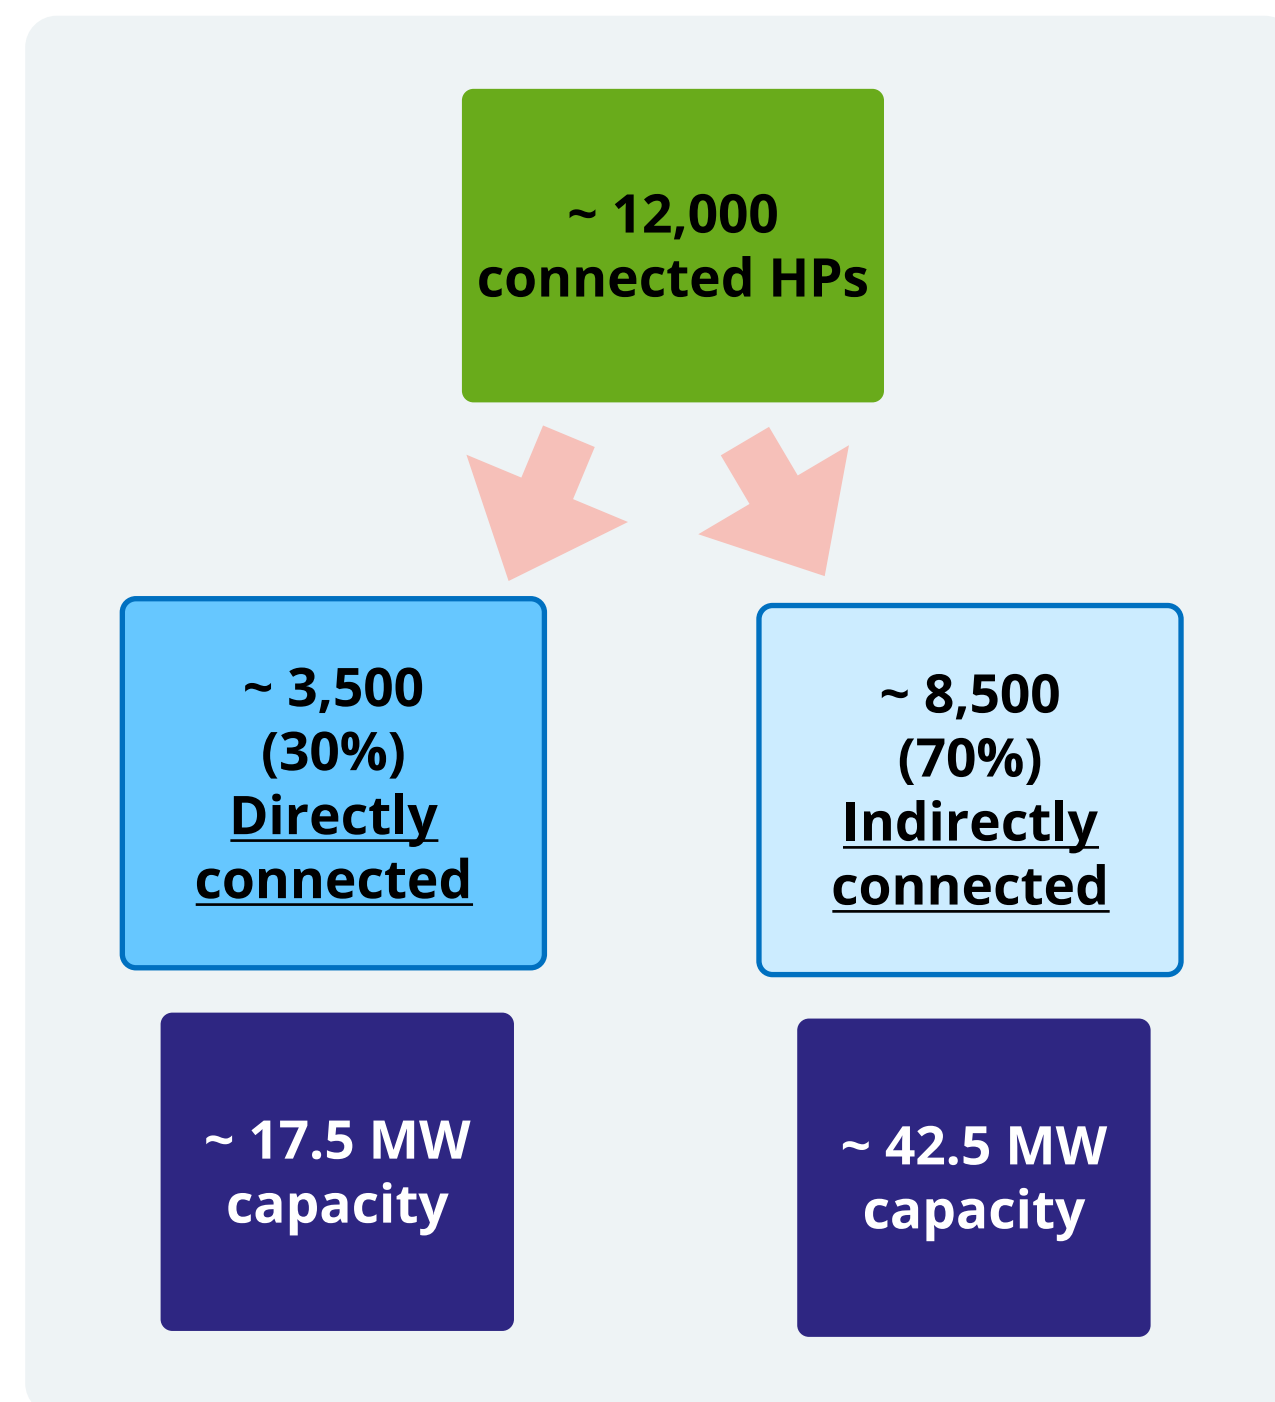 ~ 12,000
connected HPs
~ 3,500
(30%)
Directly
connected
~ 8,500
(70%)
Indirectly
connected
~ 17.5 MW
capacity
~ 42.5 MW
capacity